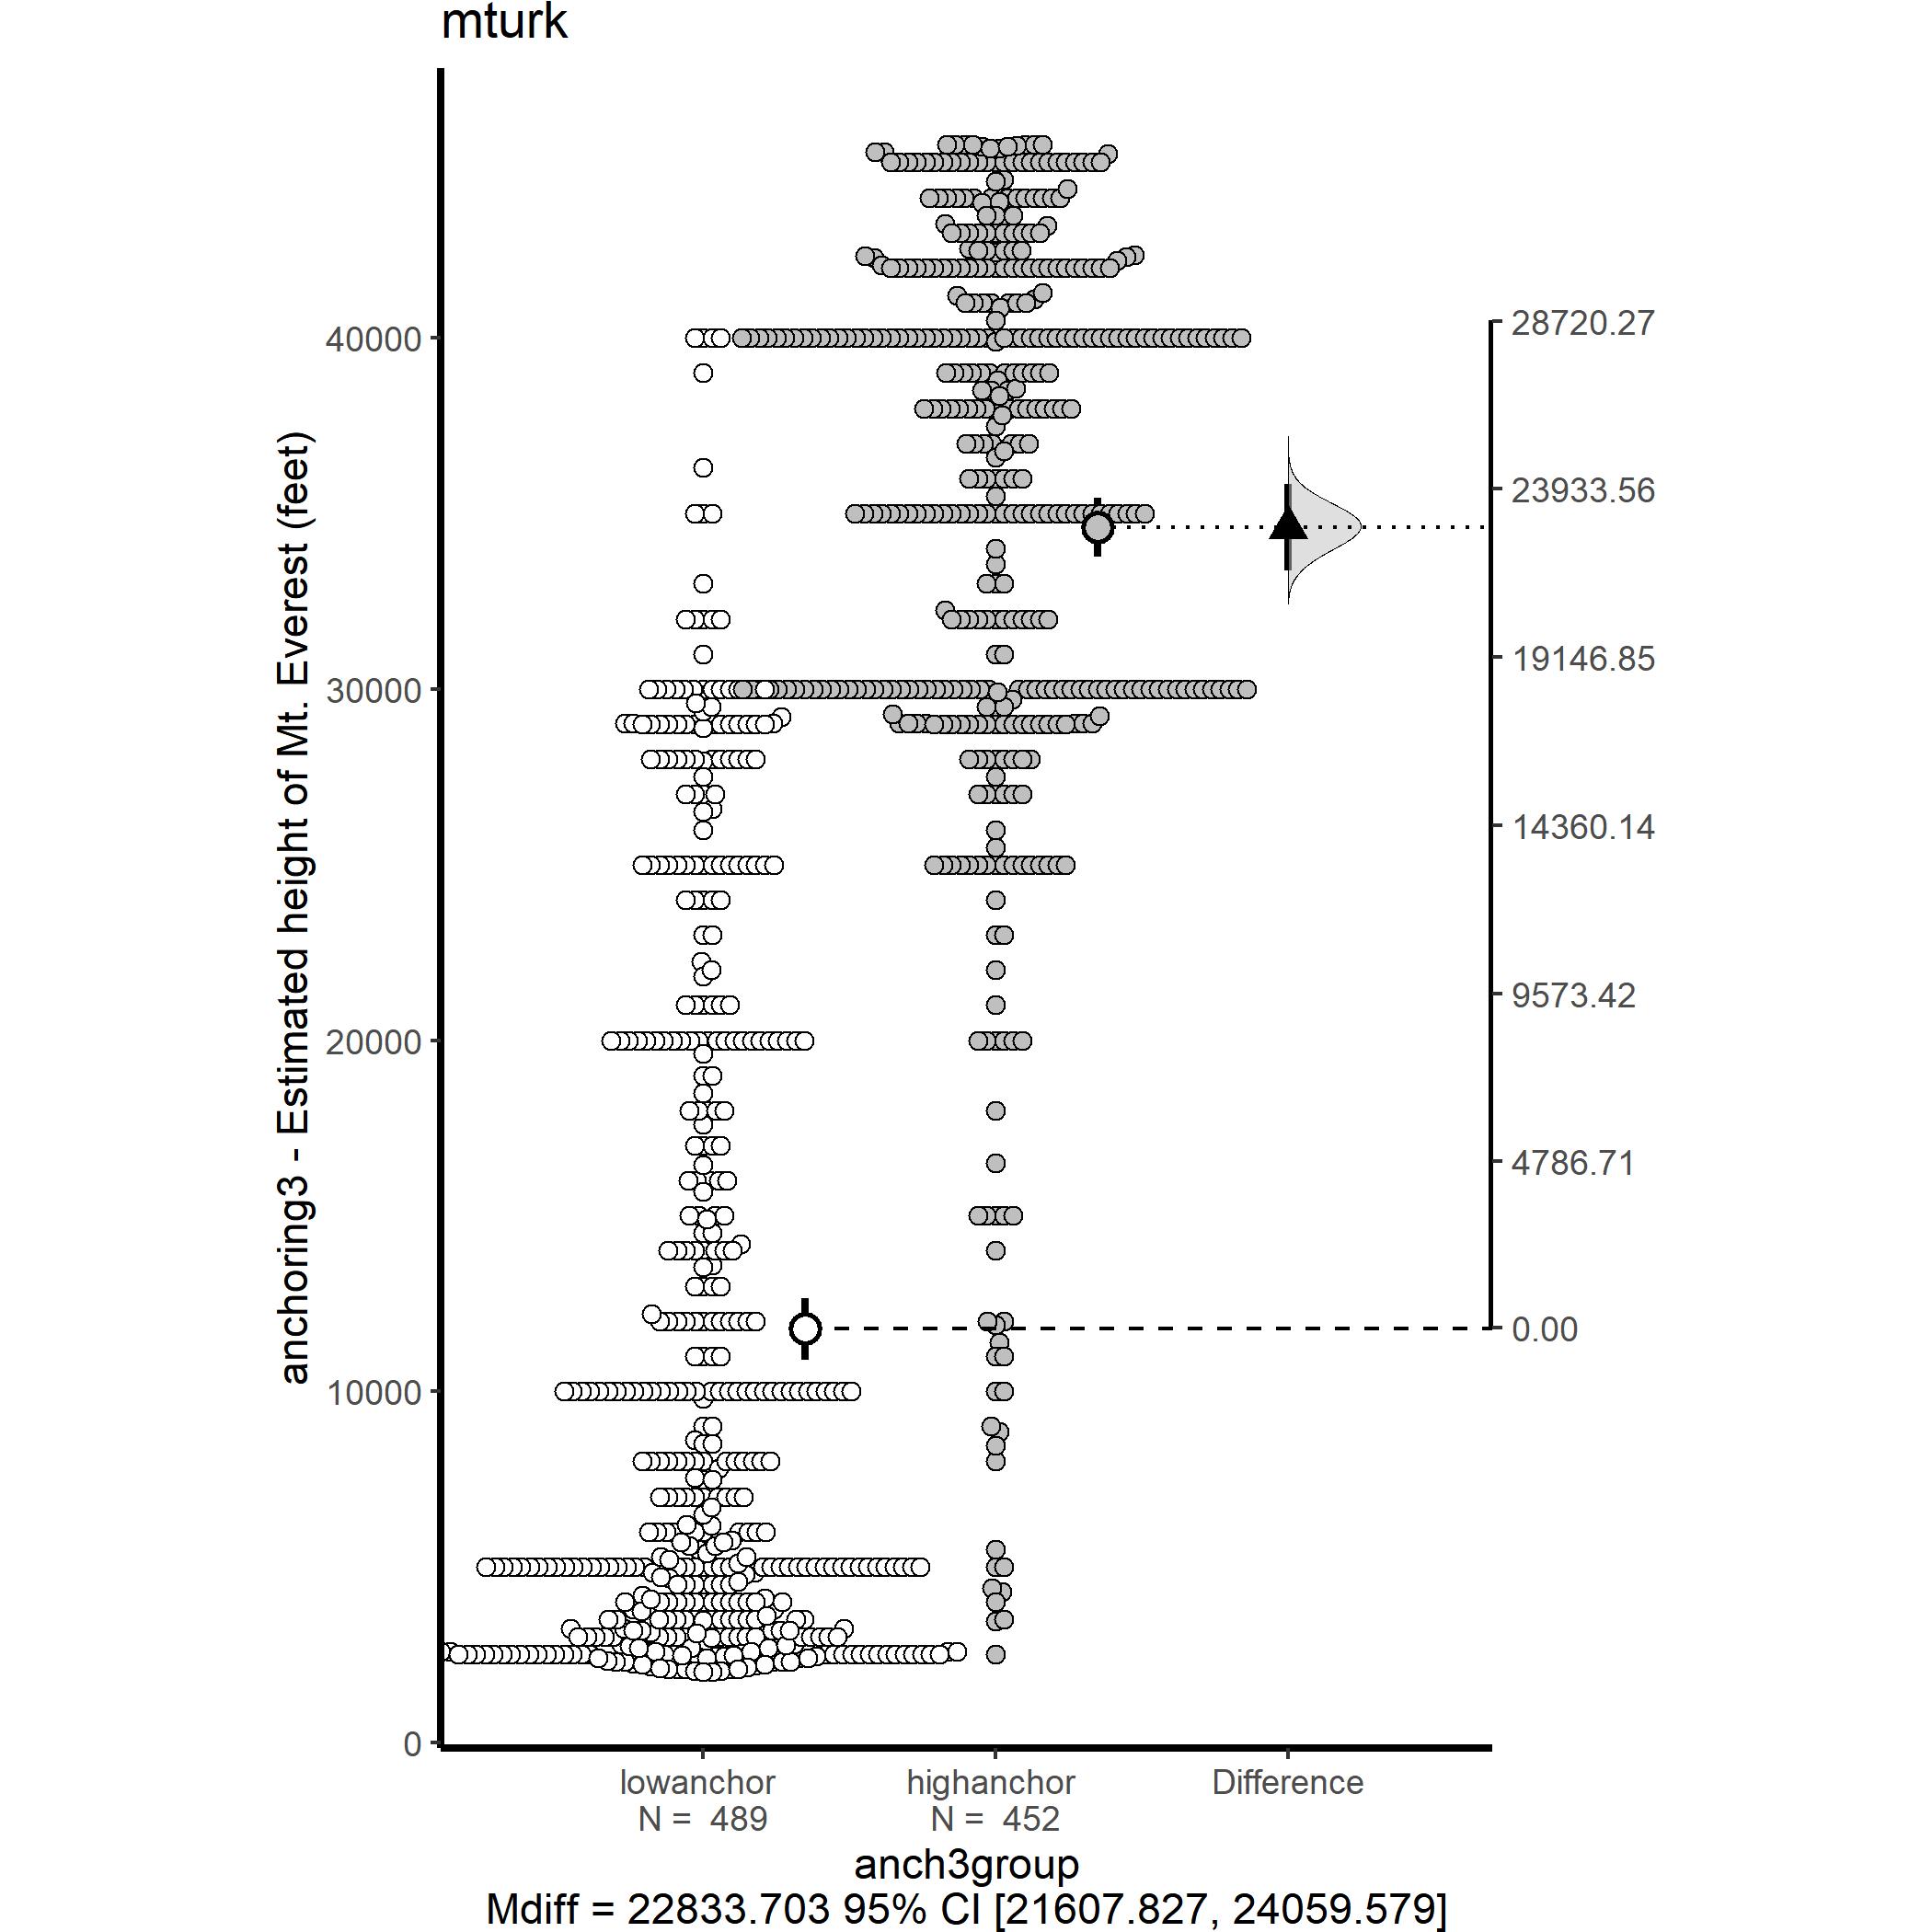 mturk
anchoring3 - Estimated height of Mt. Everest (feet)
40000
30000
20000
10000
0
28720.27
23933.56
19146.85
14360.14
9573.42
4786.71
0.00
lowanchor
N =  489
highanchor
N =  452
Difference
anch3group
Mdiff = 22833.703 95% CI [21607.827, 24059.579]